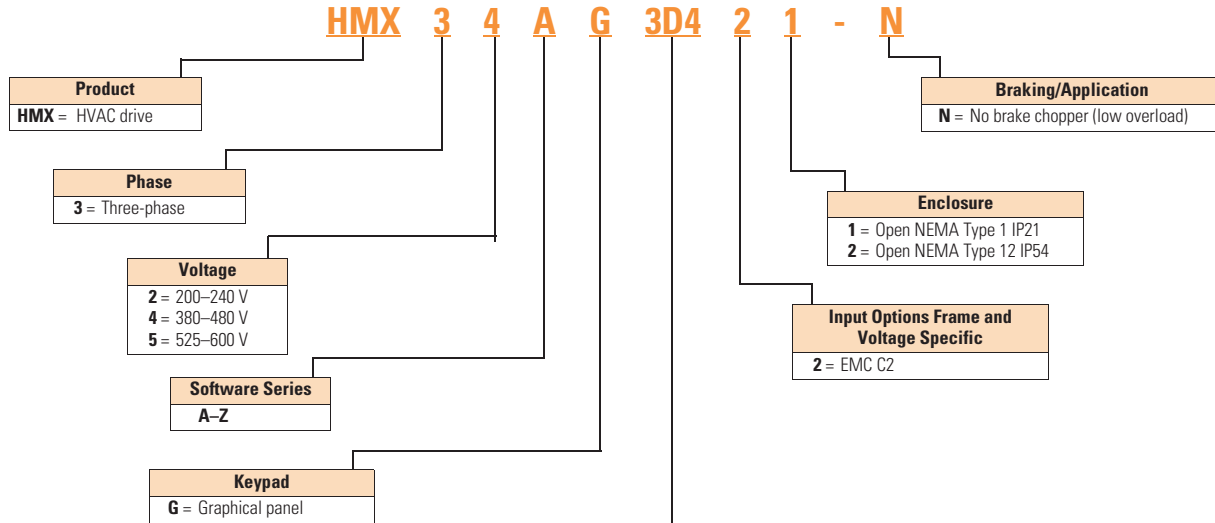 HMX 3 4 A G 3D4 2 1 - N
Product
HMX = HVAC drive
Phase
3 = Three-phase
Voltage
2 = 200–240 V
4 = 380–480 V
5 = 525–600 V
Software Series
A–Z
Keypad
G = Graphical panel
Braking/Application
N = No brake chopper (low overload)
Enclosure
1 = Open NEMA Type 1 IP21
2 = Open NEMA Type 12 IP54
Input Options Frame and
Voltage Specific
2 = EMC C2